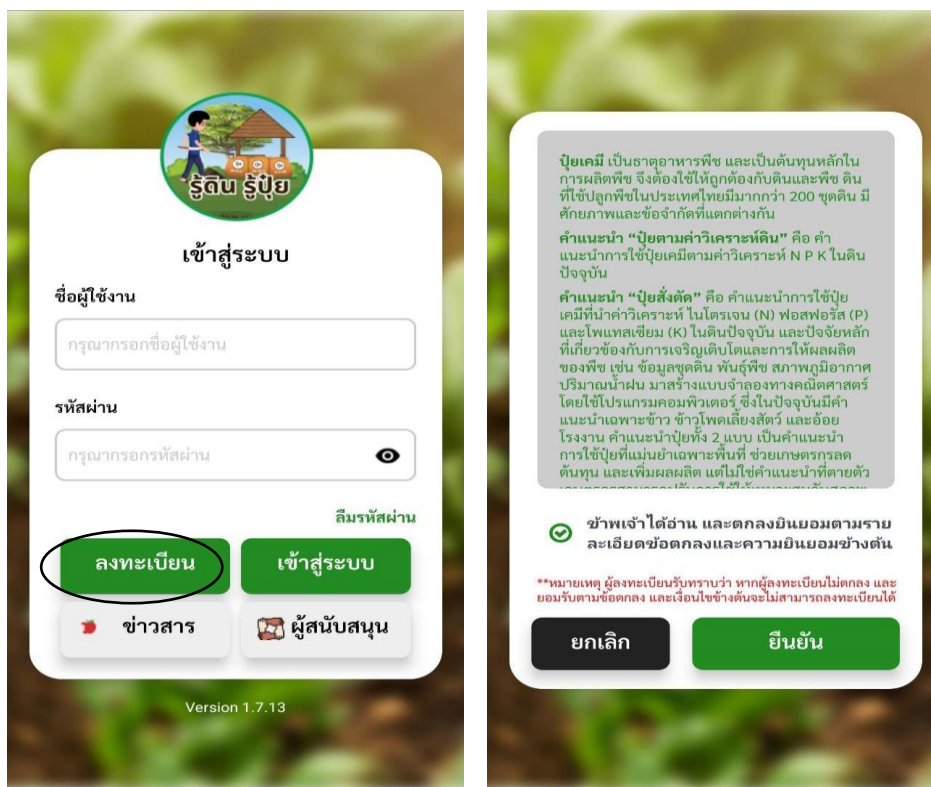 รู้ดิน รู้ปุ๋ย
เข้าสู่ระบบ
ชื่อผู้ใช้งาน
กรุณากรอกชื่อผู้ใช้งาน
รหัสผ่าน
กรุณากรอกรหัสผ่าน
ลืมรหัสผ่าน
ลงทะเบียน
เข้าสู่ระบบ
ข่าวสาร
ผู้สนับสนุน
Version 1.7.13
ปุ๋ยเคมี เป็นธาตุอาหารพืช และเป็นต้นทุนหลักใน
การผลิตพืช จึงต้องใช้ให้ถูกต้องกับดินและพืช ดิน
ที่ใช้ปลูกพืชในประเทศไทยมีมากกว่า 200 ชุดดิน มี
ศักยภาพและข้อจำกัดที่แตกต่างกัน
คำแนะนำ “ปุ๋ยตามค่าวิเคราะห์ดิน” คือ คำ
แนะนำการใช้ปุ๋ยเคมีตามค่าวิเคราะห์ N P K ในดิน
ปัจจุบัน
คำแนะนำ “ปุ๋ยสั่งตัด” คือ คำแนะนำการใช้ปุ๋ย
เคมีที่นำค่าวิเคราะห์ ไนโตรเจน (N) ฟอสฟอรัส (P)
และโพแทสเซียม (K) ในดินปัจจุบัน และปัจจัยหลัก
ที่เกี่ยวข้องกับการเจริญเติบโตและการให้ผลผลิต
ของพืช เช่น ข้อมูลชุดดิน พันธุ์พืช สภาพภูมิอากาศ
ปริมาณน้ำฝน มาสร้างแบบจำลองทางคณิตศาสตร์
โดยใช้โปรแกรมคอมพิวเตอร์ ซึ่งในปัจจุบันมีคำ
แนะนำเฉพาะข้าว ข้าวโพดเลี้ยงสัตว์ และอ้อย
โรงงาน คำแนะนำปุ๋ยทั้ง 2 แบบ เป็นคำแนะนำ
การใช้ปุ๋ยที่แม่นยำเฉพาะพื้นที่ ช่วยเกษตรกรลด
ต้นทุน และเพิ่มผลผลิต แต่ไม่ใช่คำแนะนำที่ตายตัว
ข้าพเจ้าได้อ่าน และตกลงยินยอมตามราย
ละเอียดข้อตกลงและความยินยอมข้างต้น
**หมายเหตุ ผู้ลงทะเบียนรับทราบว่า หากผู้ลงทะเบียนไม่ตกลง และ
ยอมรับตามข้อตกลง และเงื่อนไขข้างต้นจะไม่สามารถลงทะเบียนได้
ยกเลิก
ยืนยัน